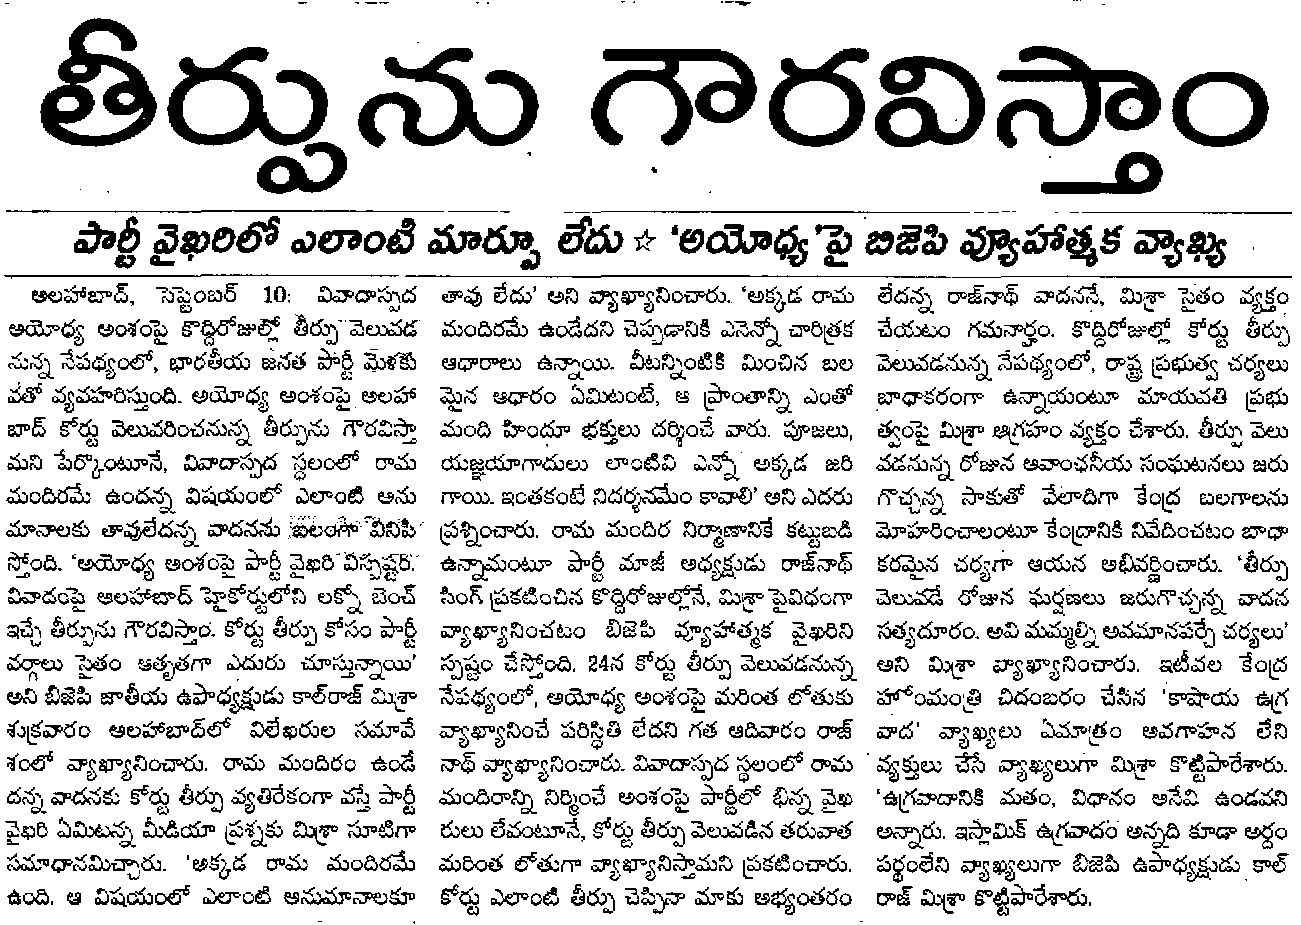 తీర్పును గౌరవిస్తాం
పార్టీ వైఖరిలో ఎలాంటి మార్పూ లేదు ☆ 'అయోధ్య'పై బిజెపి వ్యూహాత్మక వ్యాఖ్య
అలహాబాద్, సెప్టెంబర్ 10: వివాదాస్పద
అయోధ్య అంశంపై కొద్దిరోజుల్లో తీర్పు వెలువడ
నున్న నేపథ్యంలో, భారతీయ జనత పార్టీ మెళకు
వతో వ్యవహరిస్తుంది. అయోధ్య అంశంపై అలహా
బాద్ కోర్టు వెలువరించనున్న తీర్పును గౌరవిస్తా
మని పేర్కొంటూనే, వివాదాస్పద స్థలంలో రామ
మందిరమే ఉందన్న విషయంలో ఎలాంటి అను
మానాలకు తావులేదన్న వాదనను బలంగా వినిపి
స్తోంది. 'అయోధ్య అంశంపై పార్టీ వైఖరి విస్పష్టం.
వివాదంపై అలహాబాద్ హైకోర్టులోని లక్నో బెంచ్
ఇచ్చే తీర్పును గౌరవిస్తాం. కోర్టు తీర్పు కోసం పార్టీ
వర్గాలు సైతం ఆతృతగా ఎదురు చూస్తున్నాయి'
అని బీజెపి జాతీయ ఉపాధ్యక్షుడు కాల్‌రాజ్ మిశ్రా
శుక్రవారం అలహాబాద్‌లో విలేఖరుల సమావే
శంలో వ్యాఖ్యానించారు. రామ మందిరం ఉండే
దన్న వాదనకు కోర్టు తీర్పు వ్యతిరేకంగా వస్తే పార్టీ
వైఖరి ఏమిటన్న మీడియా ప్రశ్నకు మిశ్రా సూటిగా
సమాధానమిచ్చారు. 'అక్కడ రామ మందిరమే
ఉంది. ఆ విషయంలో ఎలాంటి అనుమానాలకూ
తావు లేదు' అని వ్యాఖ్యానించారు. 'అక్కడ రామ
మందిరమే ఉండేదని చెప్పడానికి ఎనెన్నో చారిత్రక
ఆధారాలు ఉన్నాయి. వీటన్నింటికి మించిన బల
మైన ఆధారం ఏమిటంటే, ఆ ప్రాంతాన్ని ఎంతో
మంది హిందూ భక్తులు దర్శించే వారు. పూజలు,
యజ్ఞయాగాదులు లాంటివి ఎన్నో అక్కడ జరి
గాయి. ఇంతకంటే నిదర్శనమేం కావాలి' అని ఎదరు
ప్రశ్నించారు. రామ మందిర నిర్మాణానికే కట్టుబడి
ఉన్నామంటూ పార్టీ మాజీ అధ్యక్షుడు రాజ్‌నాథ్
సింగ్ ప్రకటించిన కొద్దిరోజుల్లోనే, మిశ్రా పైవిధంగా
వ్యాఖ్యానించటం బిజెపి వ్యూహాత్మక వైఖరిని
స్పష్టం చేస్తోంది. 24న కోర్టు తీర్పు వెలువడనున్న
నేపథ్యంలో, అయోధ్య అంశంపై మరింత లోతుకు
వ్యాఖ్యానించే పరిస్థితి లేదని గత ఆదివారం రాజ్
నాథ్ వ్యాఖ్యానించారు. వివాదాస్పద స్థలంలో రామ
మందిరాన్ని నిర్మించే అంశంపై పార్టీలో భిన్న వైఖ
రులు లేవంటూనే, కోర్టు తీర్పు వెలువడిన తరువాత
మరింత లోతుగా వ్యాఖ్యానిస్తామని ప్రకటించారు.
కోర్టు ఎలాంటి తీర్పు చెప్పినా మాకు అభ్యంతరం
లేదన్న రాజ్‌నాథ్ వాదననే, మిశ్రా సైతం వ్యక్తం
చేయటం గమనార్హం. కొద్దిరోజుల్లో కోర్టు తీర్పు
వెలువడనున్న నేపథ్యంలో, రాష్ట్ర ప్రభుత్వ చర్యలు
బాధాకరంగా ఉన్నాయంటూ మాయవతి ప్రభు
త్వంపై మిశ్రా ఆగ్రహం వ్యక్తం చేశారు. తీర్పు వెలు
వడనున్న రోజున ఆవాంఛనీయ సంఘటనలు జరు
గొచ్చన్న సాకుతో వేలాదిగా కేంద్ర బలగాలను
మోహరించాలంటూ కేంద్రానికి నివేదించటం బాధా
కరమైన చర్యగా ఆయన అభివర్ణించారు. 'తీర్పు
వెలువడే రోజున ఘర్షణలు జరుగొచ్చన్న వాదన
సత్యదూరం. అవి మమ్మల్ని అవమానపర్చే చర్యలు'
అని మిశ్రా వ్యాఖ్యానించారు. ఇటీవల కేంద్ర
హోంమంత్రి చిదంబరం చేసిన 'కాషాయ ఉగ్ర
వాద' వ్యాఖ్యలు ఏమాత్రం అవగాహన లేని
వ్యక్తులు చేసే వ్యాఖ్యలుగా మిశ్రా కొట్టిపారేశారు.
'ఉగ్రవాదానికి మతం, విధానం అనేవి ఉండవని
అన్నారు. ఇస్లామిక్ ఉగ్రవాదం అన్నది కూడా అర్థం
పర్థంలేని వ్యాఖ్యలుగా బీజెపి ఉపాధ్యక్షుడు కాల్
రాజ్ మిశ్రా కొట్టిపారేశారు.